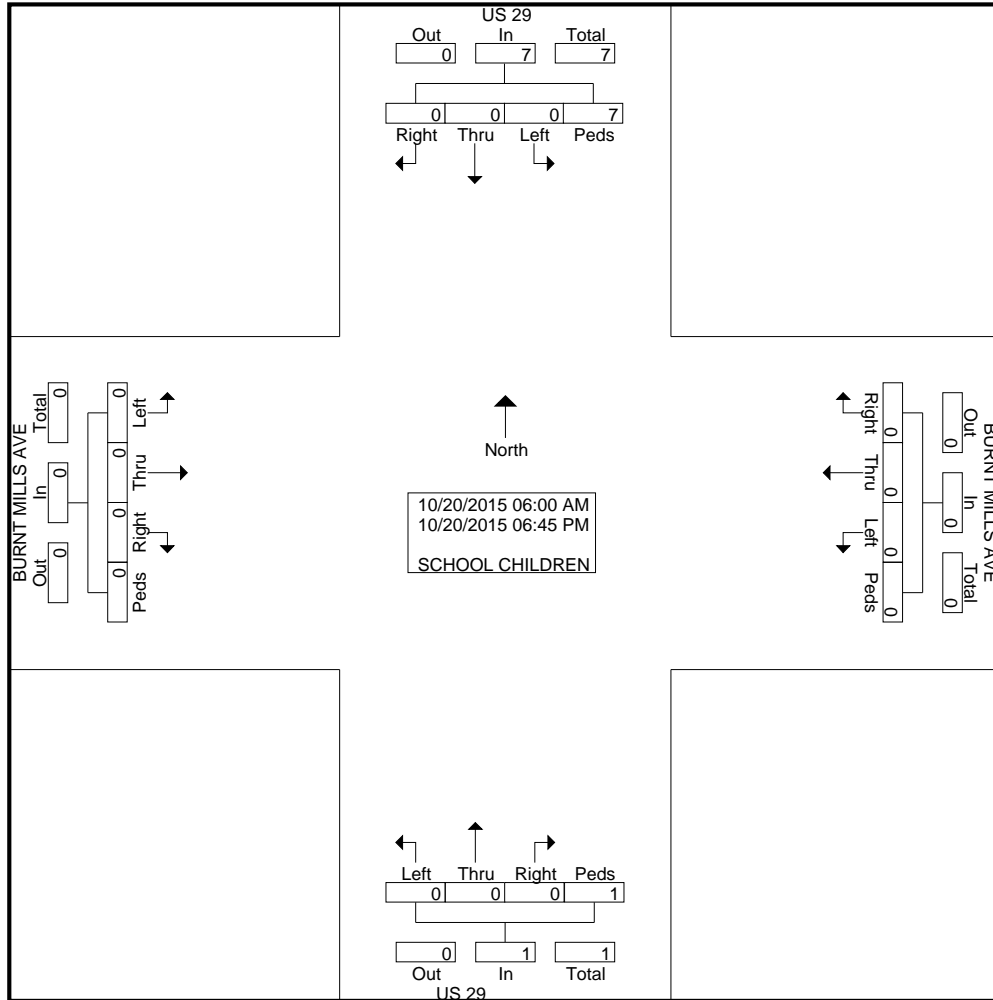 US 29
Out In Total
0 7 7
0 0 0 7
Right Thru Left Peds
BURNT MILLS AVE
Total In Out
0 0 0
0 0 0 0
Left Thru Right Peds
North
10/20/2015 06:00 AM
10/20/2015 06:45 PM
SCHOOL CHILDREN
Right Thru Left Peds
0 0 0 0
Out In Total
0 0 0
BURNT MILLS AVE
Left Thru Right Peds
0 0 0 1
0 1 1
Out In Total
US 29